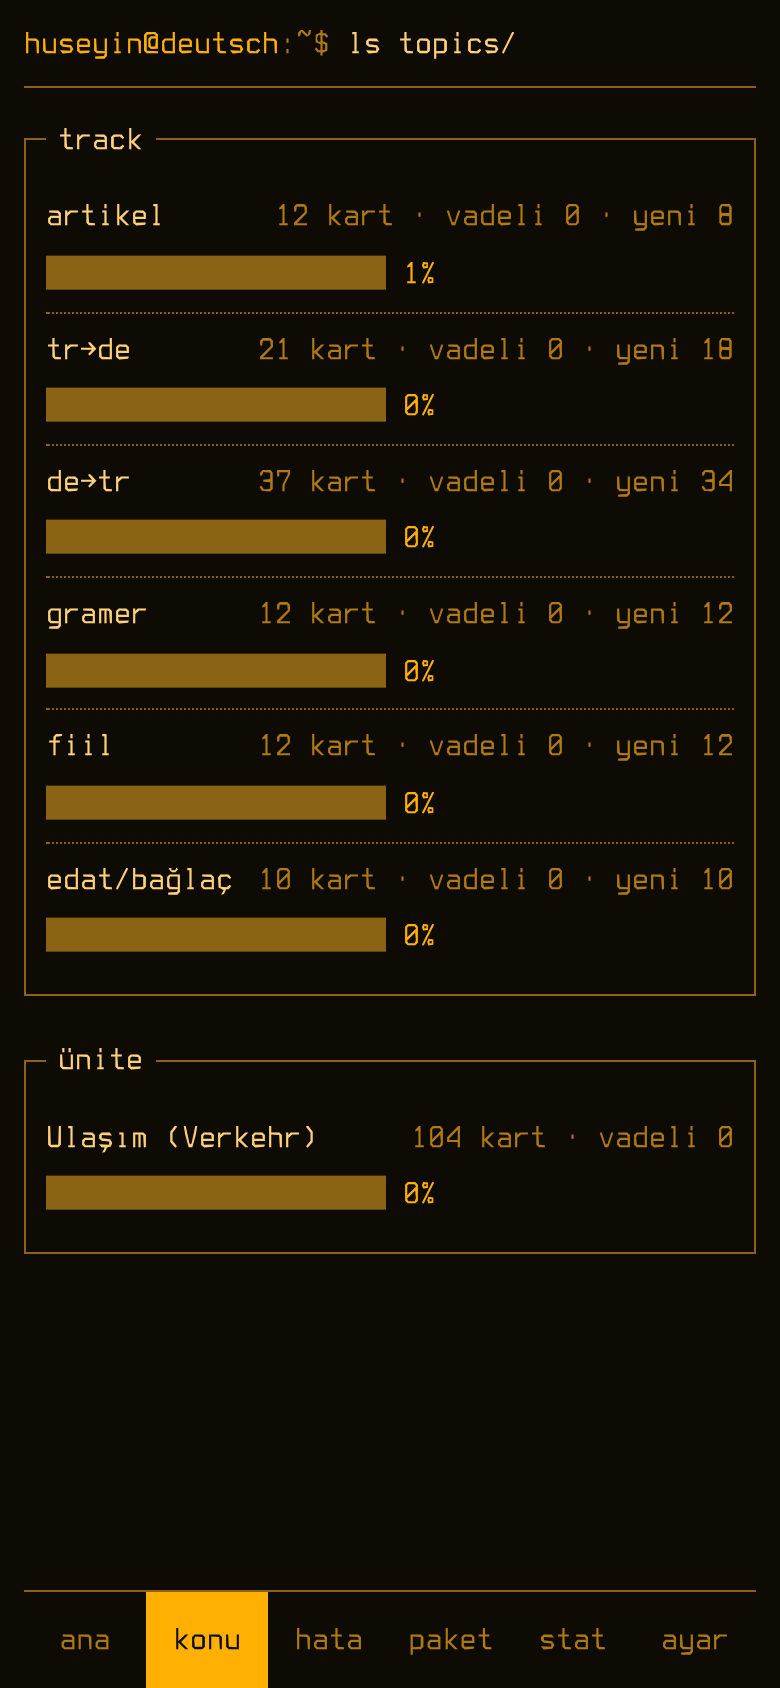 huseyin@deutsch:~$ ls topics/
track
artikel 12 kart · vadeli 0 · yeni 8
1%
tr→de 21 kart · vadeli 0 · yeni 18
0%
de→tr 37 kart · vadeli 0 · yeni 34
0%
gramer 12 kart · vadeli 0 · yeni 12
0%
fiil 12 kart · vadeli 0 · yeni 12
0%
edat/bağlaç 10 kart · vadeli 0 · yeni 10
0%
ünite
Ulaşım (Verkehr) 104 kart · vadeli 0
0%
ana konu hata paket stat ayar